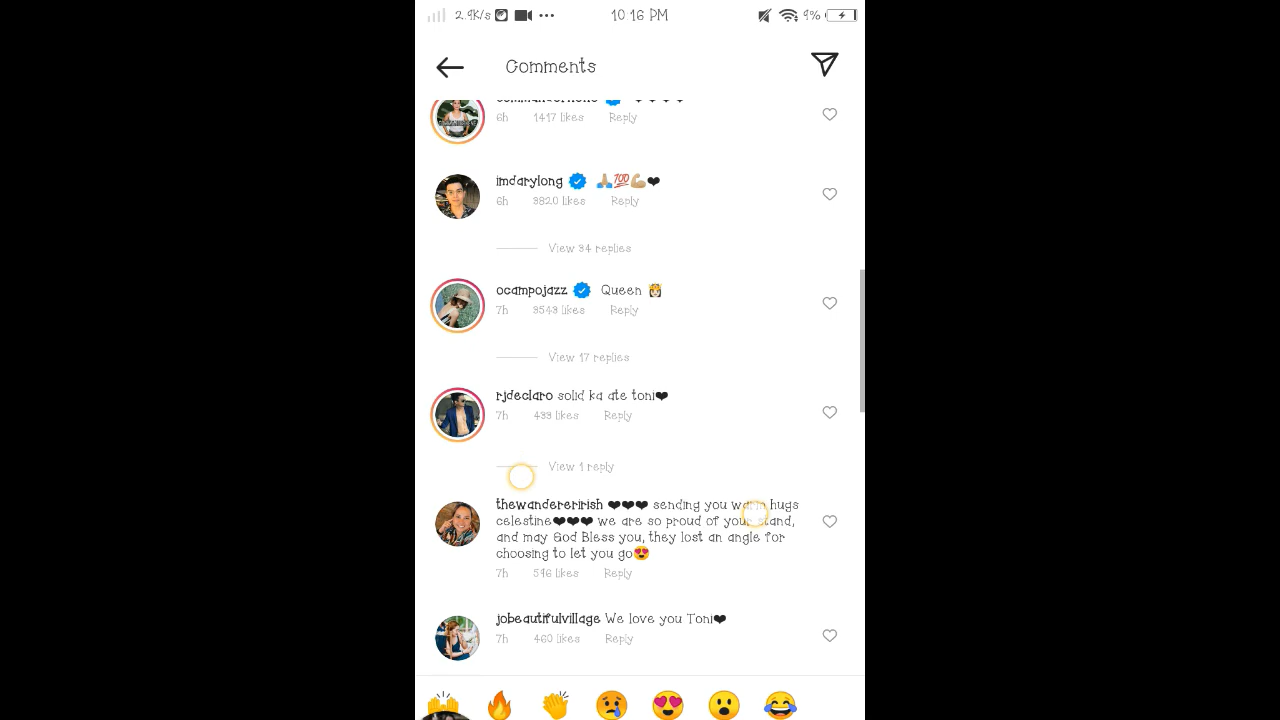 2.9K/s
10:16 PM
9%
Comments
6h 1417 likes Reply
imdarylong 🙏🏼💯💪🏼❤
6h 3820 likes Reply
View 34 replies
ocampojazz Queen 👸🏻
7h 3543 likes Reply
View 17 replies
rjdeclaro solid ka ate toni❤
7h 433 likes Reply
View 1 reply
thewandereririsish ❤❤❤ sending you warm hugs
celestine❤❤❤ we are so proud of your stand,
and may God Bless you, they lost an angle for
choosing to let you go😍
7h 546 likes Reply
jobeautifulvillage We love you Toni❤
7h 460 likes Reply